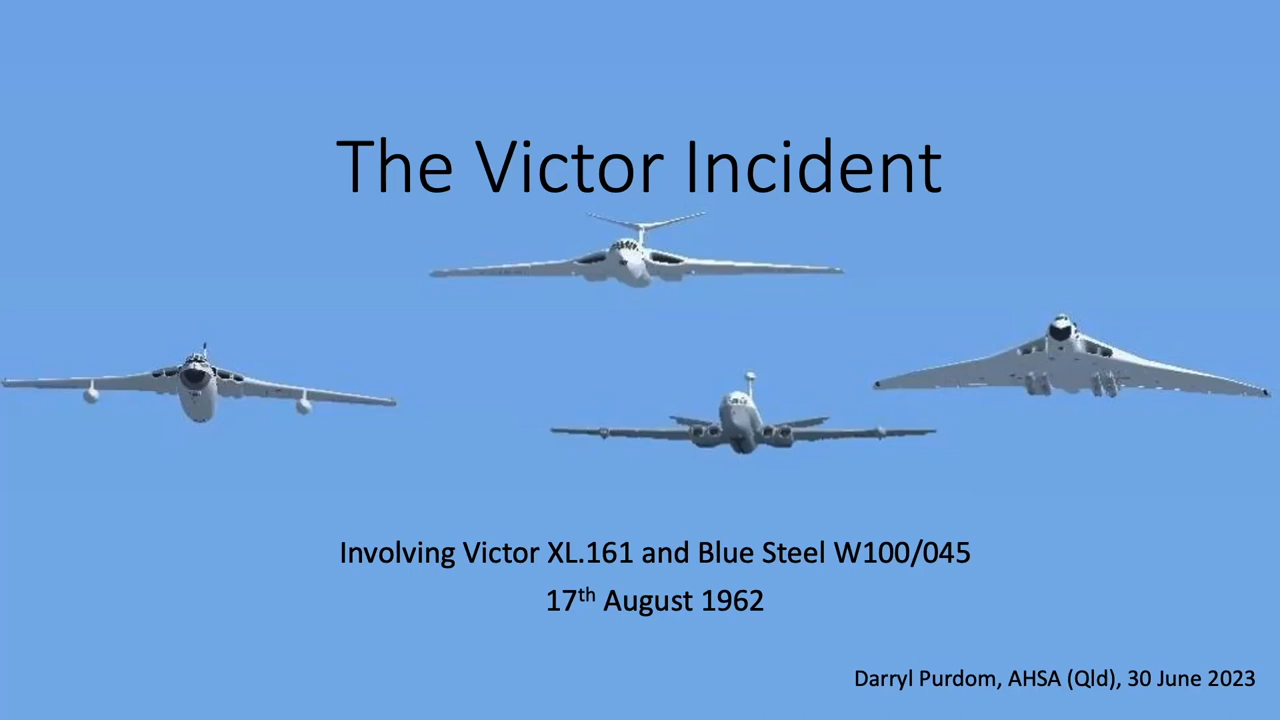 The Victor Incident
Involving Victor XL.161 and Blue Steel W100/045
17th August 1962
Darryl Purdom, AHSA (Qld), 30 June 2023